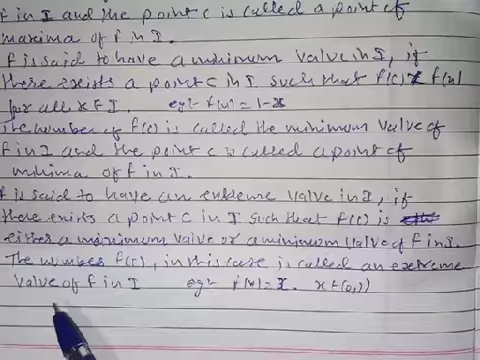 f in I and the point c is called a point of
maxima of f in I.
f is said to have a minimum value in I, if
there exists a point c in I such that f(c) < f(x)
for all x ∈ I. eg:- f(x) = 1-x
The number of f(c) is called the minimum value of
f in I and the point c is called a point of
minima of f in I.
f is said to have an extreme value in I, if
there exists a point c in I such that f(c) is
either a maximum value or a minimum value of f in I.
The number f(c), in this case is called an extreme
value of f in I eg:- f(x) = x. x ∈ (0,1)